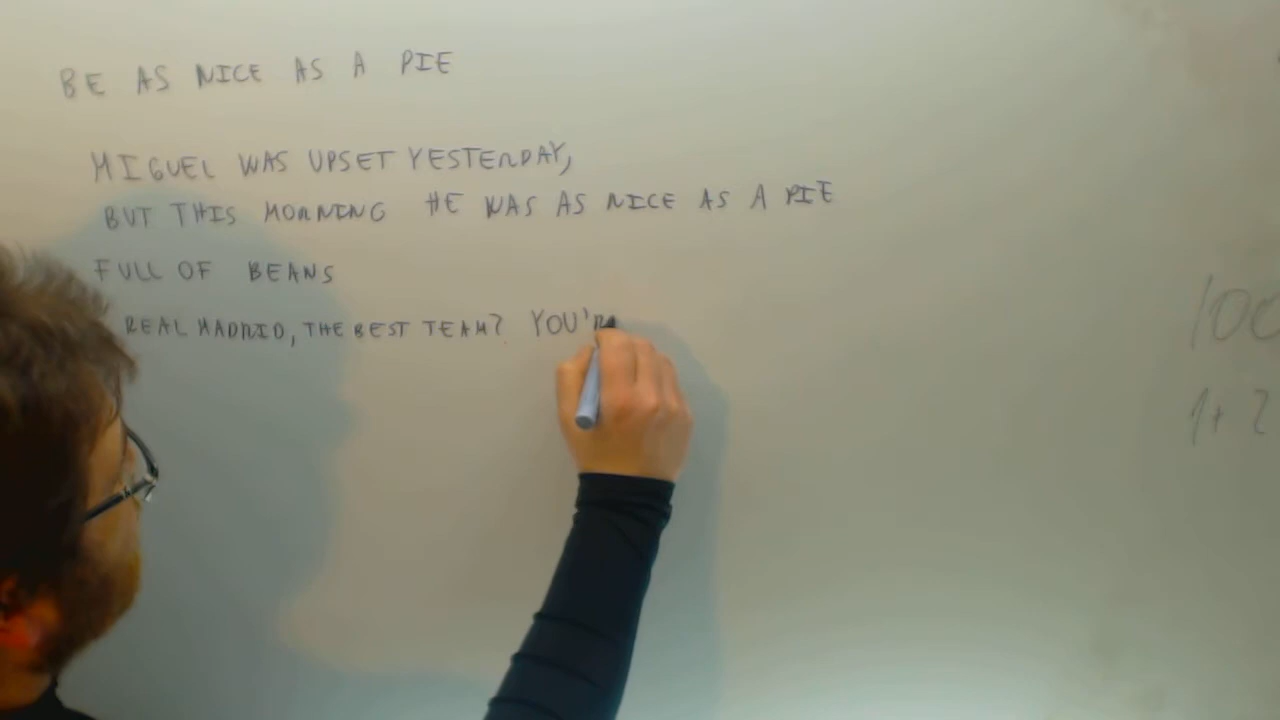 BE AS NICE AS A PIE
MIGUEL WAS UPSET YESTERDAY,
BUT THIS MORNING HE WAS AS NICE AS A PIE
FULL OF BEANS
REAL MADRID, THE BEST TEAM? YOU'R
100
1+2